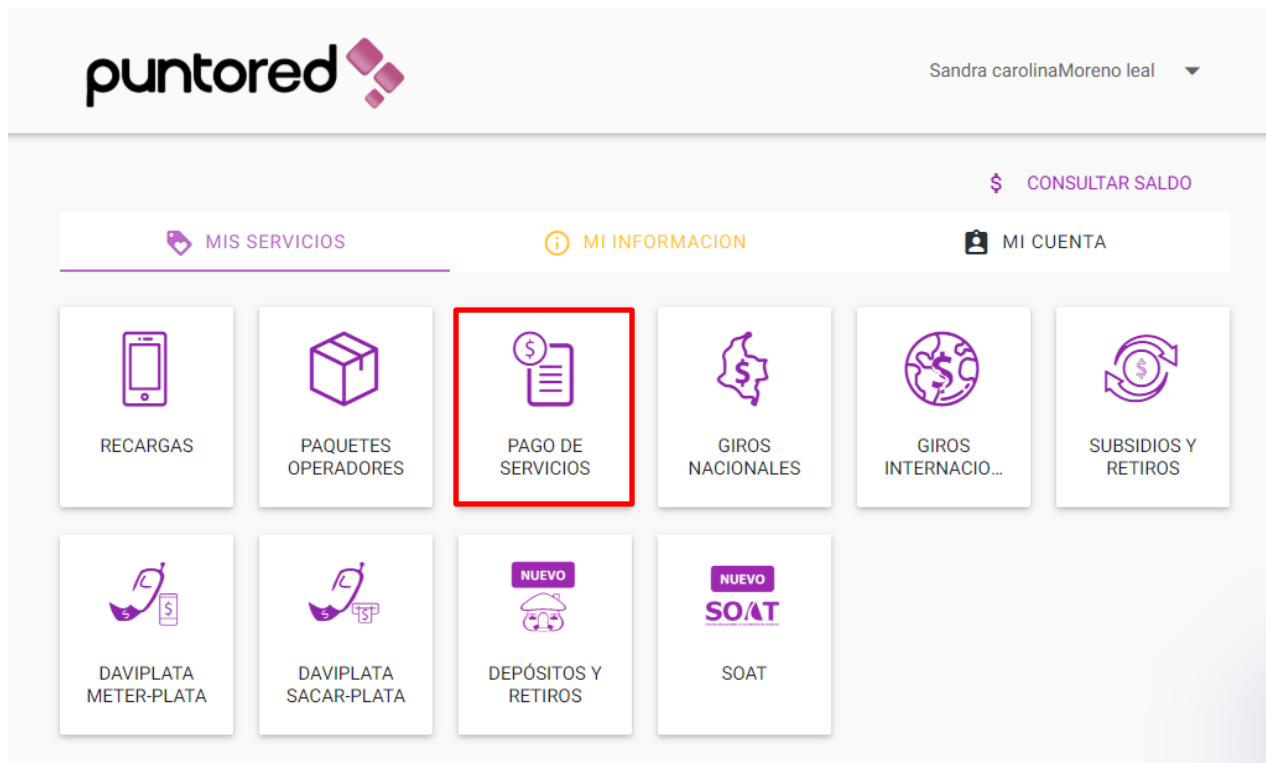 puntored
Sandra carolinaMoreno leal
$ CONSULTAR SALDO
MIS SERVICIOS
MI INFORMACION
MI CUENTA
RECARGAS
PAQUETES
OPERADORES
$
PAGO DE
SERVICIOS
$
GIROS
NACIONALES
$
GIROS
INTERNACIO...
$
SUBSIDIOS Y
RETIROS
$
$
DAVIPLATA
METER-PLATA
$
$
DAVIPLATA
SACAR-PLATA
NUEVO
DEPÓSITOS Y
RETIROS
NUEVO
SOAT
SOAT